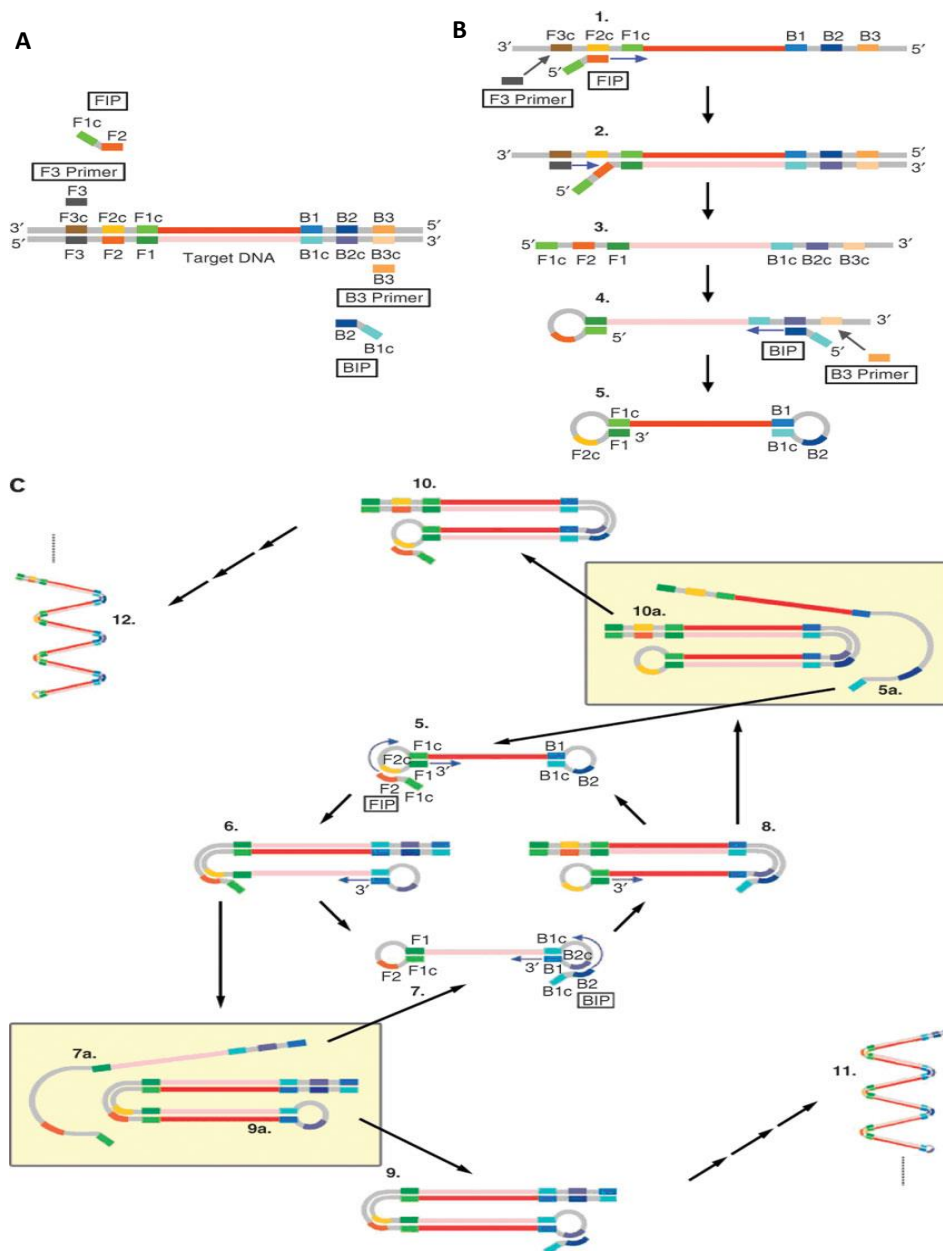 A
FIP
F1c
F2
F3 Primer
F3
F3c F2c F1c B1 B2 B3
3′ 5′
5′ 3′
F3 F2 F1 Target DNA B1c B2c B3c
B3
B3 Primer
B2
B1c
BIP
B
1.
F3c F2c F1c B1 B2 B3
3′ 5′
5′
FIP
F3 Primer
2.
3′ 5′
3′
5′
3.
5′ 3′
F1c F2 F1 B1c B2c B3c
4.
3′
5′ 5′
BIP
B3 Primer
5.
F1c B1
3′
F2c F1 B1c B2
C
10.
12.
10a.
5a.
5.
F1c B1
F2c 3′
F1 B1c B2
F2 F1c
FIP
6.
8.
3′
3′
F1 B1c
B2c
3′
F2 F1c B1 B2
B1c
7.
BIP
7a.
9a.
11.
9.